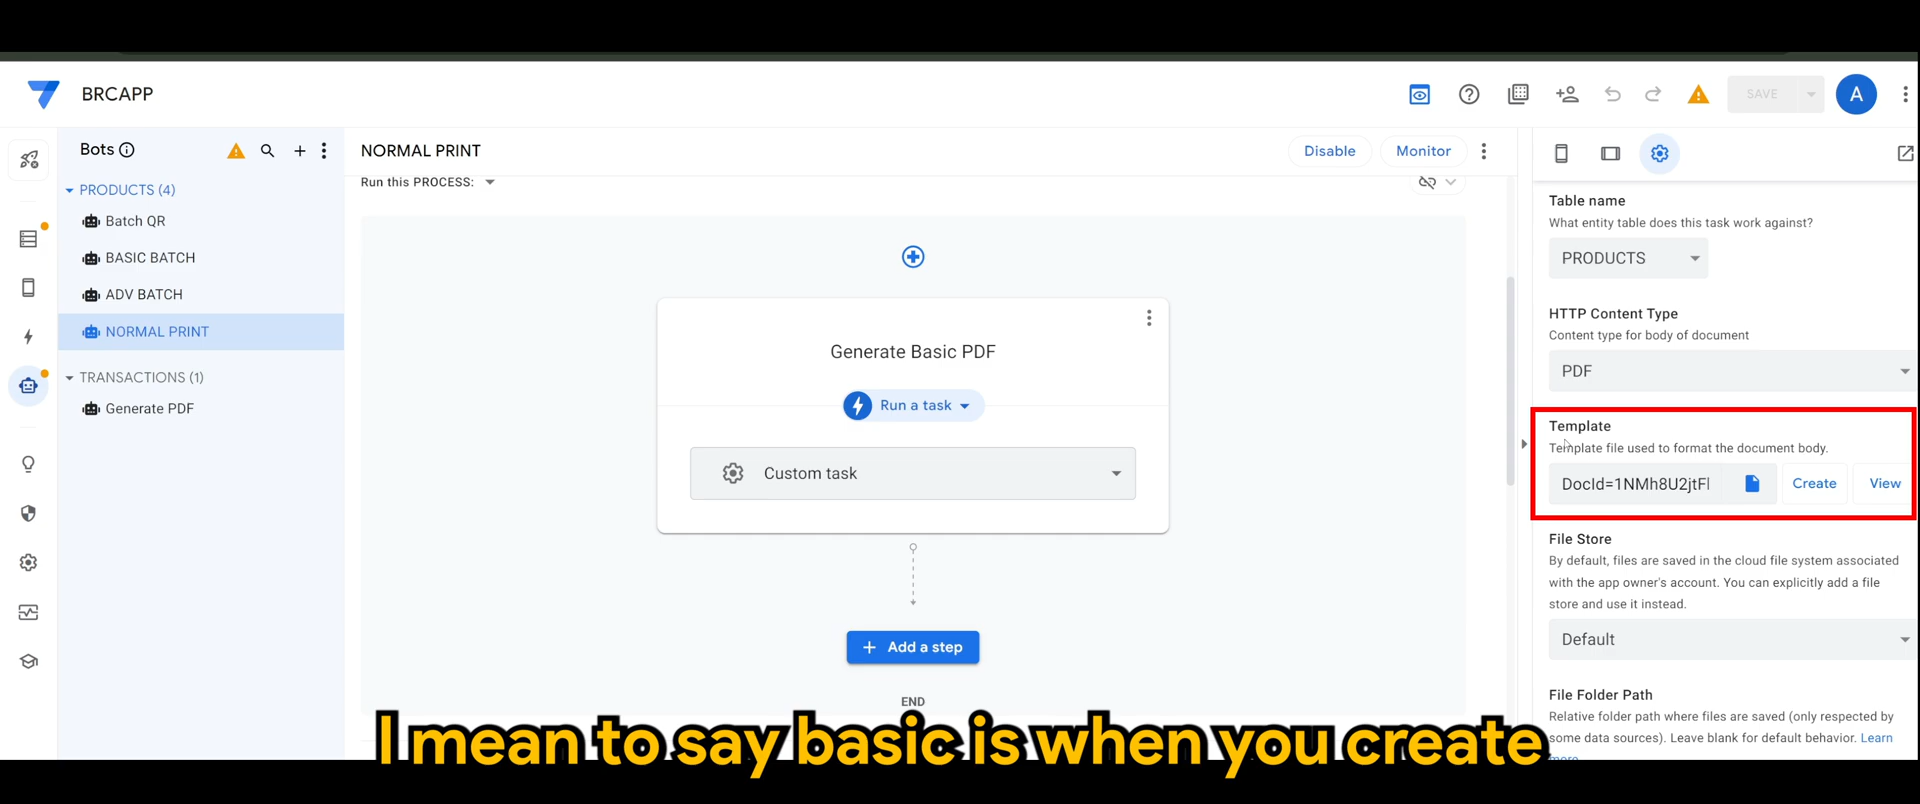 BRCAPP
SAVE
A
Bots
PRODUCTS (4)
Batch QR
BASIC BATCH
ADV BATCH
NORMAL PRINT
TRANSACTIONS (1)
Generate PDF
NORMAL PRINT
Disable
Monitor
Run this PROCESS:
Generate Basic PDF
Run a task
Custom task
Add a step
END
Table name
What entity table does this task work against?
PRODUCTS
HTTP Content Type
Content type for body of document
PDF
Template
Template file used to format the document body.
DocId=1NMh8U2jtFl
Create
View
File Store
By default, files are saved in the cloud file system associated
with the app owner's account. You can explicitly add a file
store and use it instead.
Default
File Folder Path
Relative folder path where files are saved (only respected by
some data sources). Leave blank for default behavior. Learn
more
I mean to say basic is when you create